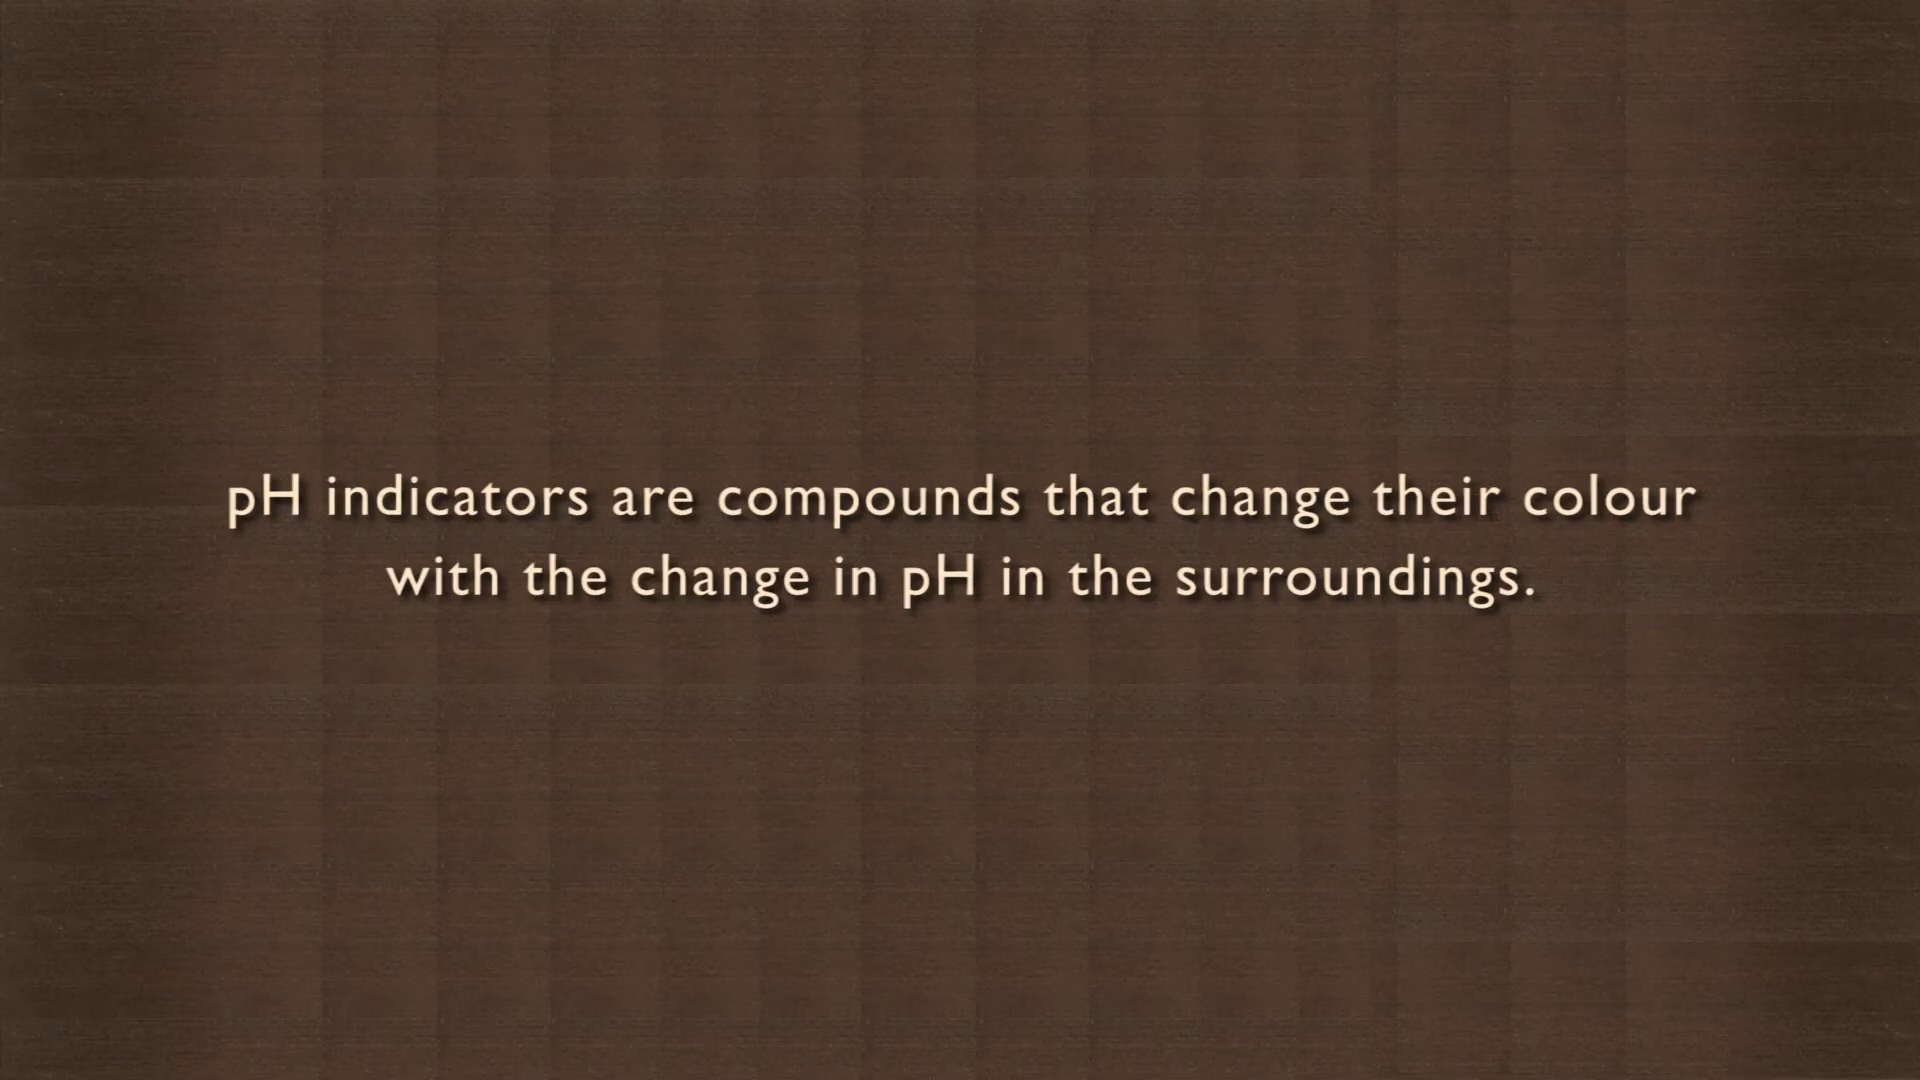 pH indicators are compounds that change their colour
with the change in pH in the surroundings.